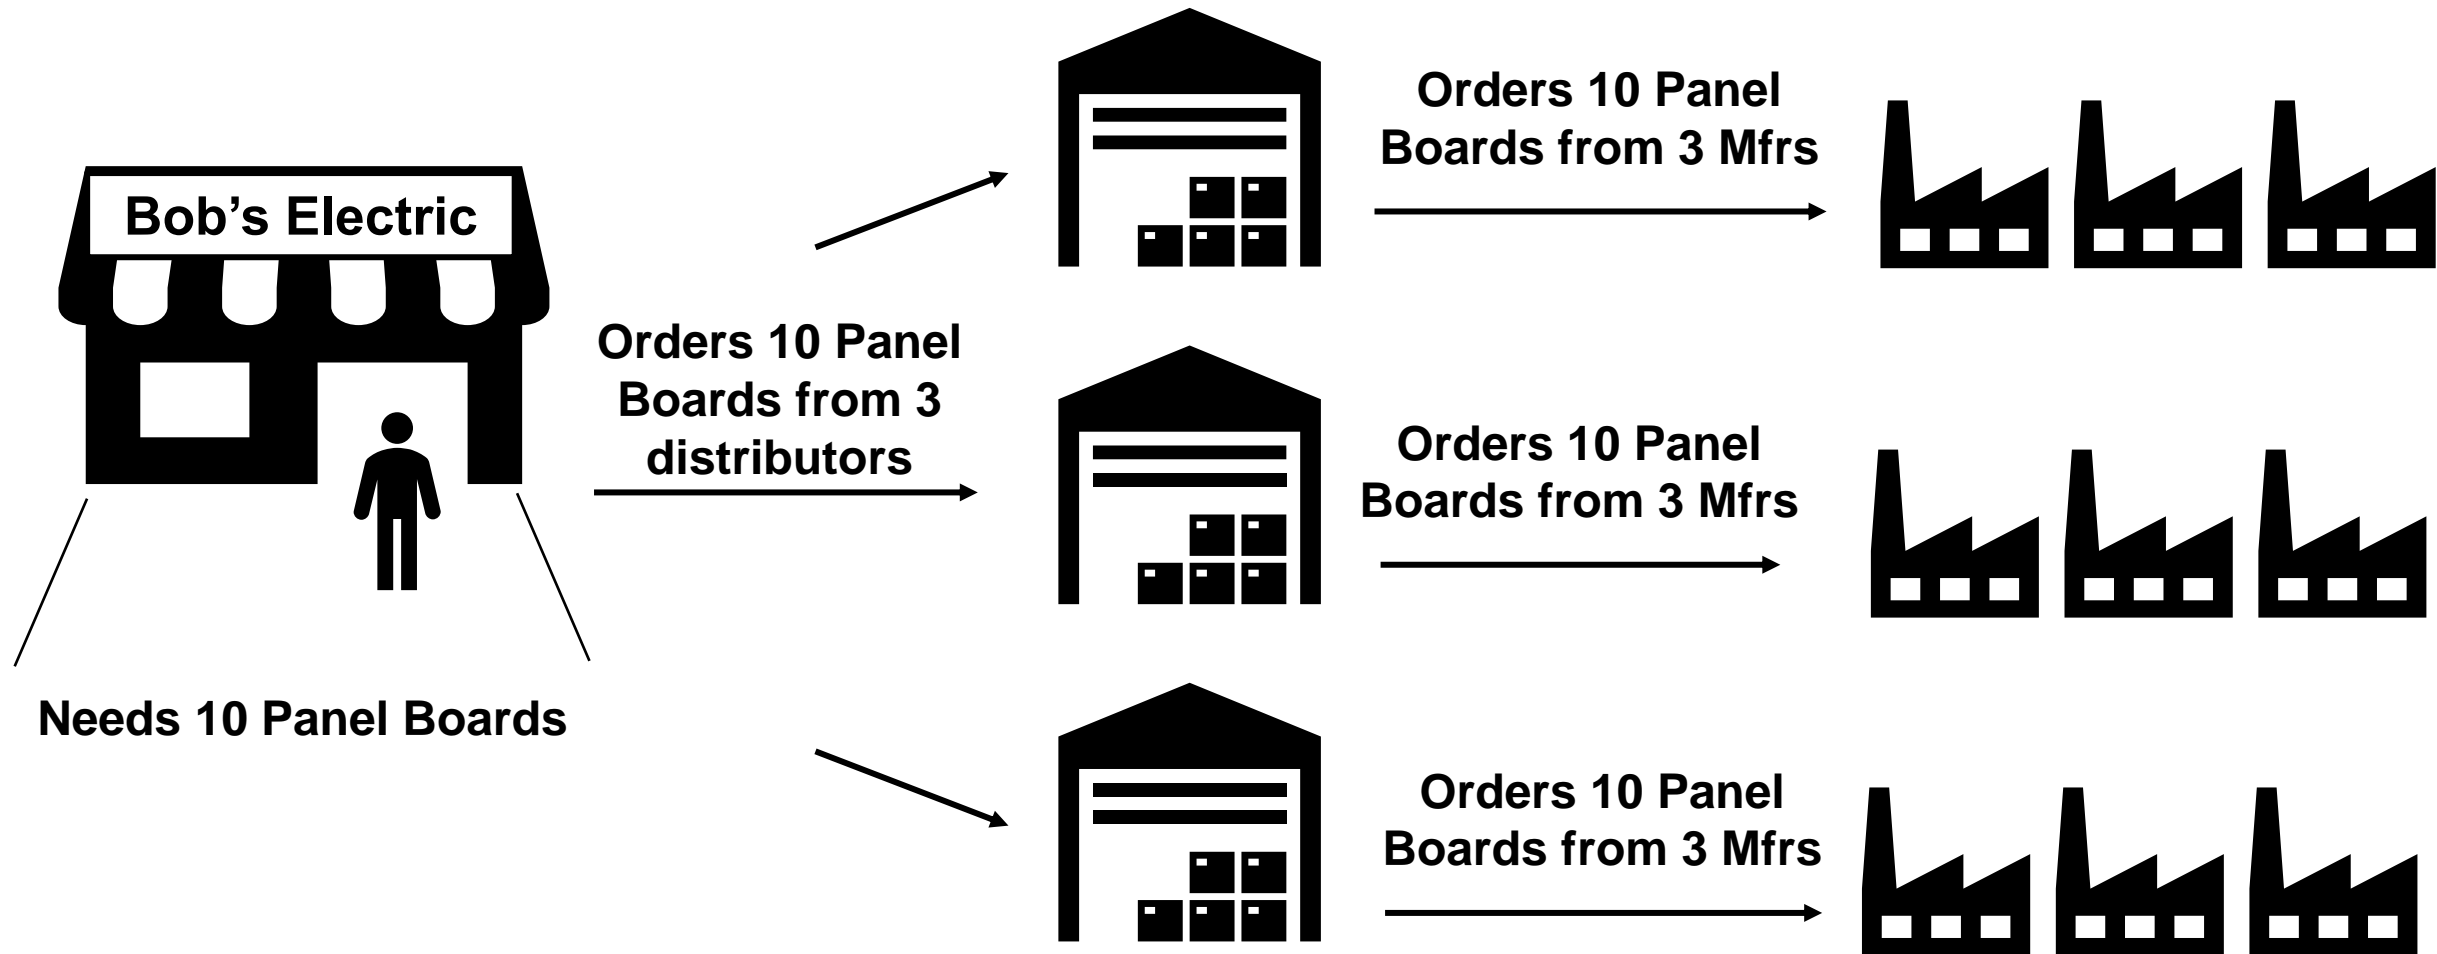 Bob’s Electric
Needs 10 Panel Boards
Orders 10 Panel
Boards from 3
distributors
Orders 10 Panel
Boards from 3 Mfrs
Orders 10 Panel
Boards from 3 Mfrs
Orders 10 Panel
Boards from 3 Mfrs